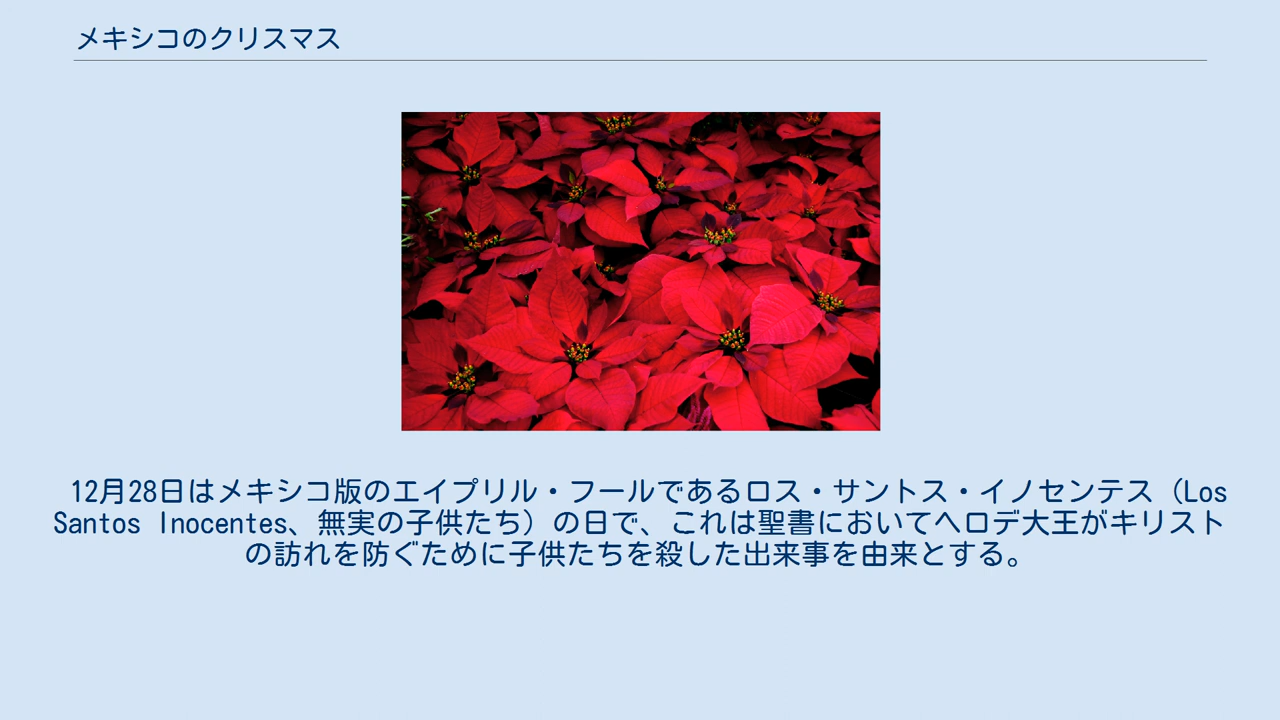 メキシコのクリスマス
12月28日はメキシコ版のエイプリル・フールであるロス・サントス・イノセンテス（Los
Santos Inocentes、無実の子供たち）の日で、これは聖書においてヘロデ大王がキリスト
の訪れを防ぐために子供たちを殺した出来事を由来とする。